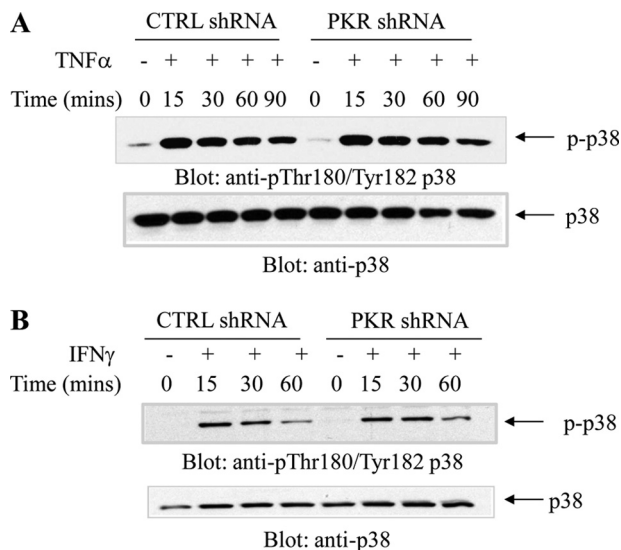 A
CTRL shRNA PKR shRNA
TNFα - + + + + - + + + +
Time (mins) 0 15 30 60 90 0 15 30 60 90
p-p38
Blot: anti-pThr180/Tyr182 p38
p38
Blot: anti-p38
B
CTRL shRNA PKR shRNA
IFNγ - + + + - + + +
Time (mins) 0 15 30 60 0 15 30 60
p-p38
Blot: anti-pThr180/Tyr182 p38
p38
Blot: anti-p38